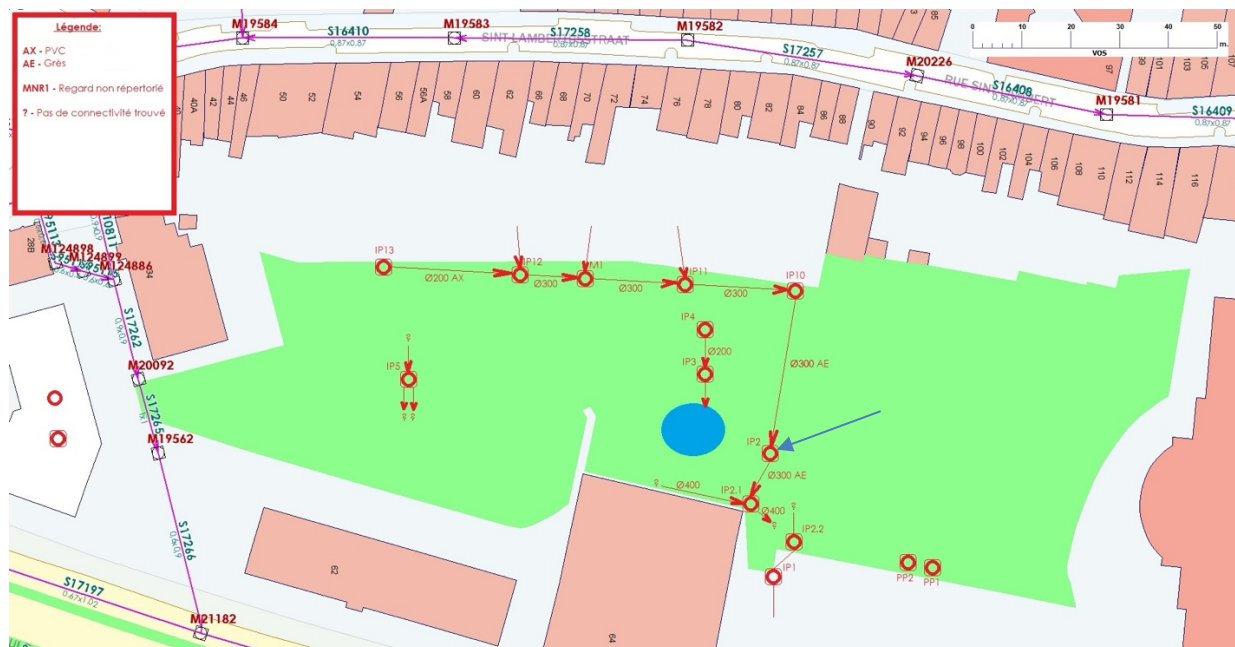 Légende:
AX - PVC
AE - Grès
MNR1 - Regard non répertorié
? - Pas de connectivité trouvé
M19584
S16410
0.87x0.87
M19583
SINT LAMBERTUSSTRAAT
S17258
0.87x0.87
M19582
S17257
0.87x0.87
M20226
RUE SINT LAMBERT
S16408
0.87x0.87
M19581
S16409
0.87x0.87
0 10 20 30 40 50
m.
VOS
85
97
101
103
105
107
40A
42
44
46
50
52
54
56
56A
58
60
62
66
68
70
72
74
76
78
80
82
84
86
88
90
92
94
96
98
100
102
104
106
108
110
112
114
116
28B
34
M124898
M124899
M124886
S17262
0.9x0.9
M20092
S17265
1x1
M19562
S17266
0.6x0.9
S17197
0.67x1.02
M21182
IP13
Ø200 AX
IP12
Ø300
M1
Ø300
IP11
Ø300
IP10
IP4
Ø200
IP3
IP5
?
?
?
Ø300 AE
IP2
Ø300 AE
?
Ø400
IP2.1
Ø400
?
?
IP2.2
IP1
PP2
PP1
62
64